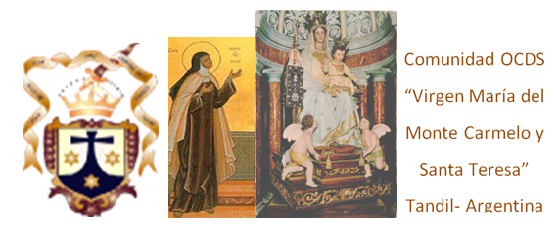 Comunidad OCDS
“Virgen María del
Monte Carmelo y
Santa Teresa”
Tandil- Argentina